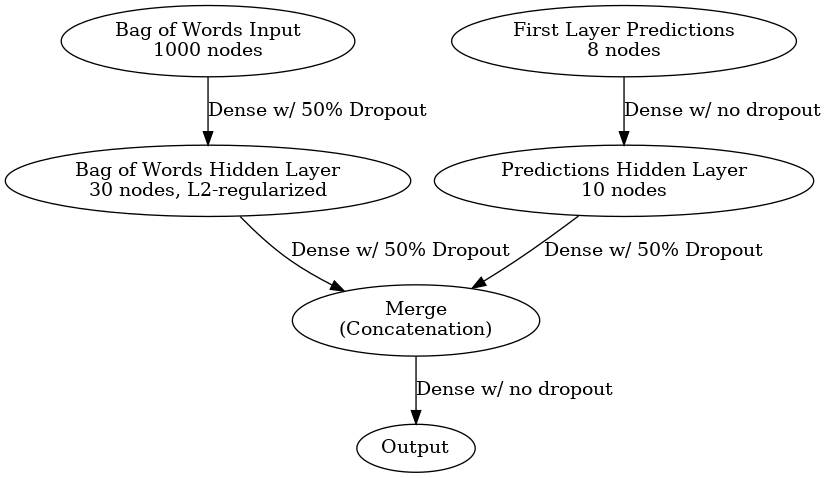 Bag of Words Input
1000 nodes
First Layer Predictions
8 nodes
Dense w/ 50% Dropout
Dense w/ no dropout
Bag of Words Hidden Layer
30 nodes, L2-regularized
Predictions Hidden Layer
10 nodes
Dense w/ 50% Dropout
Dense w/ 50% Dropout
Merge
(Concatenation)
Dense w/ no dropout
Output